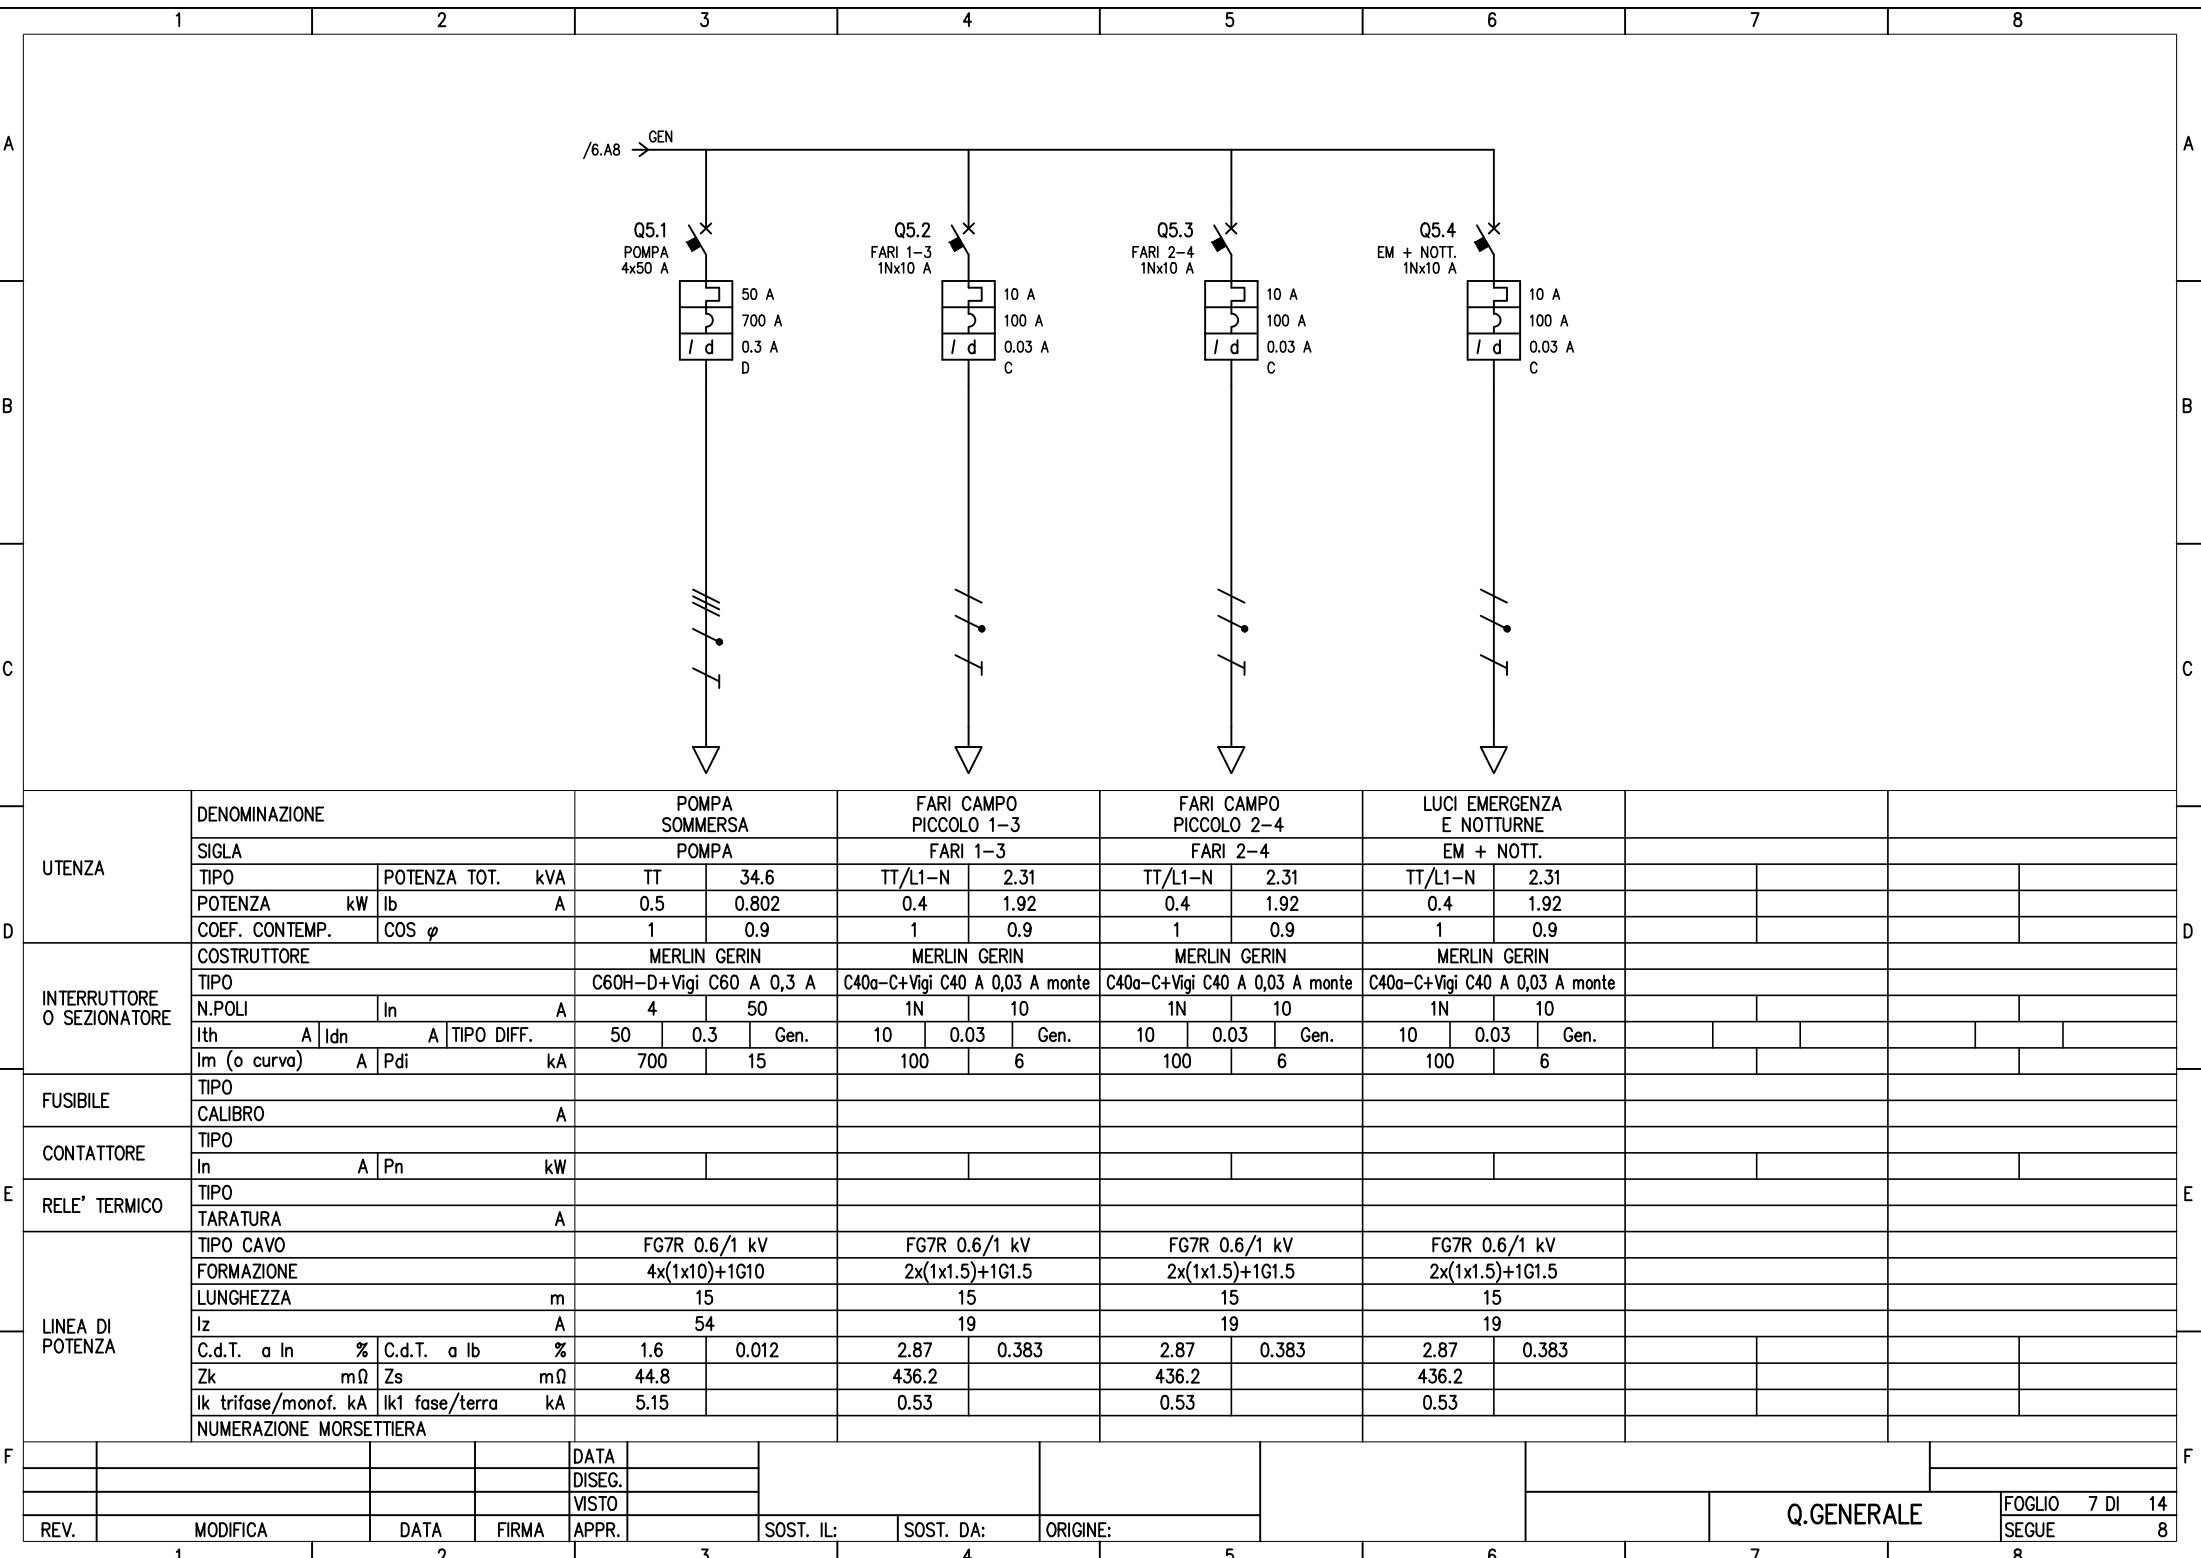 1 2 3 4 5 6 7 8
A A
GEN
/6.A8
Q5.1
POMPA
4x50 A
Q5.2
FARI 1-3
1Nx10 A
Q5.3
FARI 2-4
1Nx10 A
Q5.4
EM + NOTT.
1Nx10 A
50 A
700 A
I d 0.3 A
D
10 A
100 A
I d 0.03 A
C
10 A
100 A
I d 0.03 A
C
10 A
100 A
I d 0.03 A
C
B B
C C
UTENZA
DENOMINAZIONE
POMPA
SOMMERSA
FARI CAMPO
PICCOLO 1-3
FARI CAMPO
PICCOLO 2-4
LUCI EMERGENZA
E NOTTURNE
SIGLA POMPA FARI 1-3 FARI 2-4 EM + NOTT.
TIPO POTENZA TOT. kVA TT 34.6 TT/L1-N 2.31 TT/L1-N 2.31 TT/L1-N 2.31
POTENZA kW Ib A 0.5 0.802 0.4 1.92 0.4 1.92 0.4 1.92
D COEF. CONTEMP. COS φ 1 0.9 1 0.9 1 0.9 1 0.9 D
INTERRUTTORE
O SEZIONATORE
COSTRUTTORE MERLIN GERIN MERLIN GERIN MERLIN GERIN MERLIN GERIN
TIPO C60H-D+Vigi C60 A 0,3 A C40a-C+Vigi C40 A 0,03 A monte C40a-C+Vigi C40 A 0,03 A monte C40a-C+Vigi C40 A 0,03 A monte
N.POLI In A 4 50 1N 10 1N 10 1N 10
Ith A Idn A TIPO DIFF. 50 0.3 Gen. 10 0.03 Gen. 10 0.03 Gen. 10 0.03 Gen.
Im (o curva) A Pdi kA 700 15 100 6 100 6 100 6
FUSIBILE
TIPO
CALIBRO A
CONTATTORE
TIPO
In A Pn kW
E E
RELE' TERMICO
TIPO
TARATURA A
LINEA DI
POTENZA
TIPO CAVO FG7R 0.6/1 kV FG7R 0.6/1 kV FG7R 0.6/1 kV FG7R 0.6/1 kV
FORMAZIONE 4x(1x10)+1G10 2x(1x1.5)+1G1.5 2x(1x1.5)+1G1.5 2x(1x1.5)+1G1.5
LUNGHEZZA m 15 15 15 15
Iz A 54 19 19 19
C.d.T. a In % C.d.T. a Ib % 1.6 0.012 2.87 0.383 2.87 0.383 2.87 0.383
Zk mΩ Zs mΩ 44.8 436.2 436.2 436.2
Ik trifase/monof. kA Ik1 fase/terra kA 5.15 0.53 0.53 0.53
NUMERAZIONE MORSETTIERA
F F
DATA
DISEG.
VISTO
REV. MODIFICA DATA FIRMA APPR. SOST. IL: SOST. DA: ORIGINE:
Q.GENERALE
FOGLIO 7 DI 14
SEGUE 8
1 2 3 4 5 6 7 8